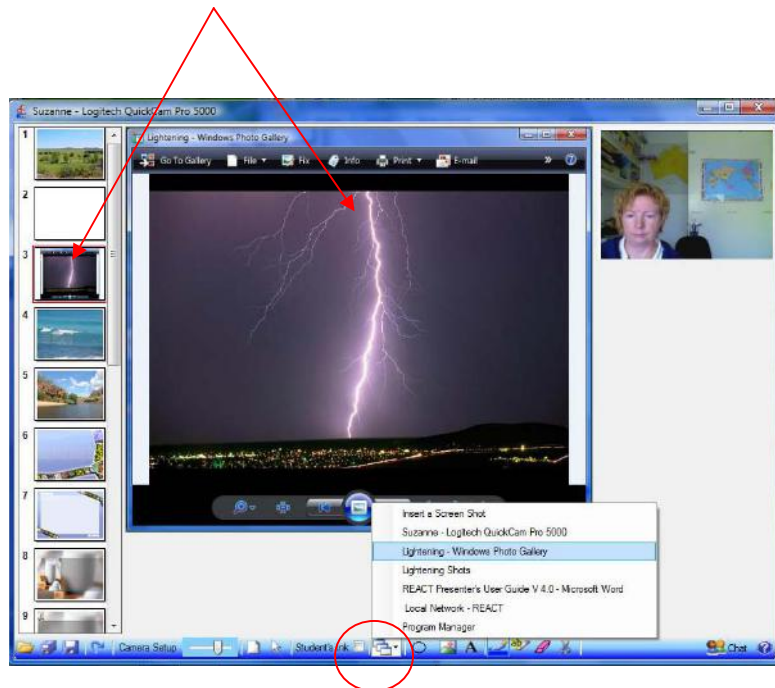 Suzanne - Logitech QuickCam Pro 5000
1
Lightening - Windows Photo Gallery
Go To Gallery File Fix Info Print E-mail »
2
3
4
5
6
7
8
9
Insert a Screen Shot
Suzanne - Logitech QuickCam Pro 5000
Lightening - Windows Photo Gallery
Lightening Shots
REACT Presenter's User Guide V 4.0 - Microsoft Word
Local Network - REACT
Program Manager
Camera Setup Student's Ink A ab Chat